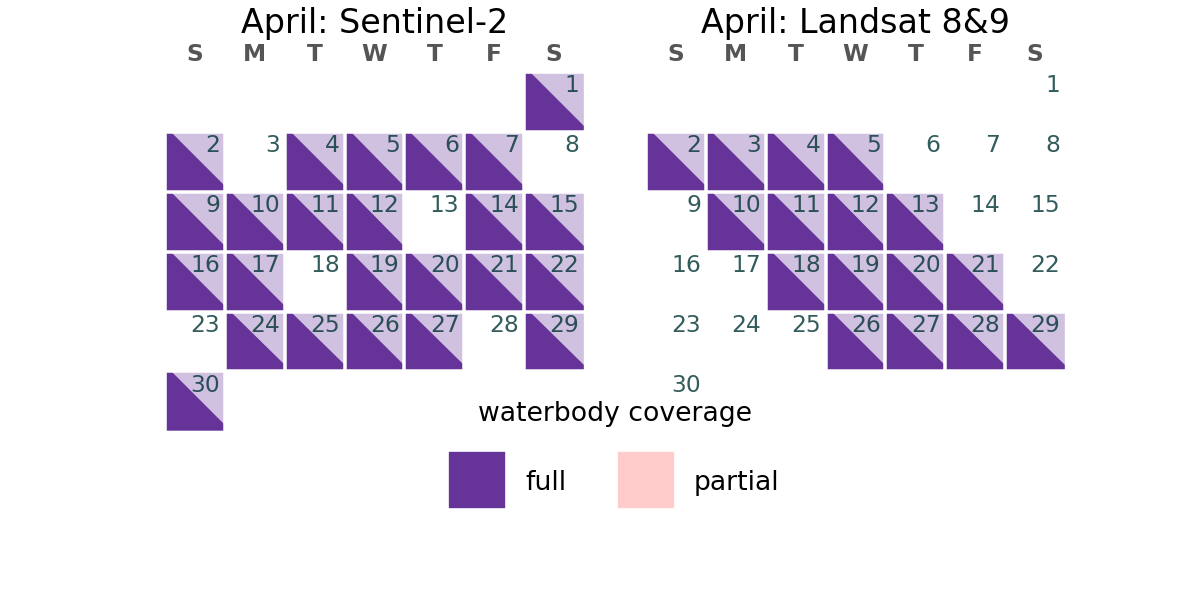 April: Sentinel-2
S M T W T F S
1
2 3 4 5 6 7 8
9 10 11 12 13 14 15
16 17 18 19 20 21 22
23 24 25 26 27 28 29
30
April: Landsat 8&9
S M T W T F S
1
2 3 4 5 6 7 8
9 10 11 12 13 14 15
16 17 18 19 20 21 22
23 24 25 26 27 28 29
30
waterbody coverage
full partial